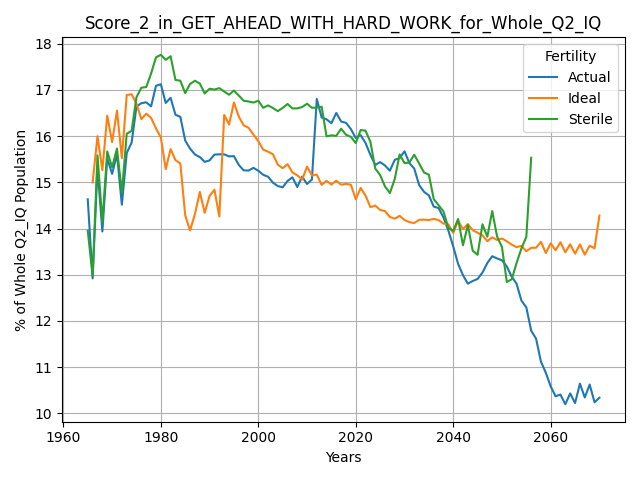 Score_2_in_GET_AHEAD_WITH_HARD_WORK_for_Whole_Q2_IQ
Fertility
Actual
Ideal
Sterile
% of Whole Q2_IQ Population
18
17
16
15
14
13
12
11
10
1960
1980
2000
2020
2040
2060
Years